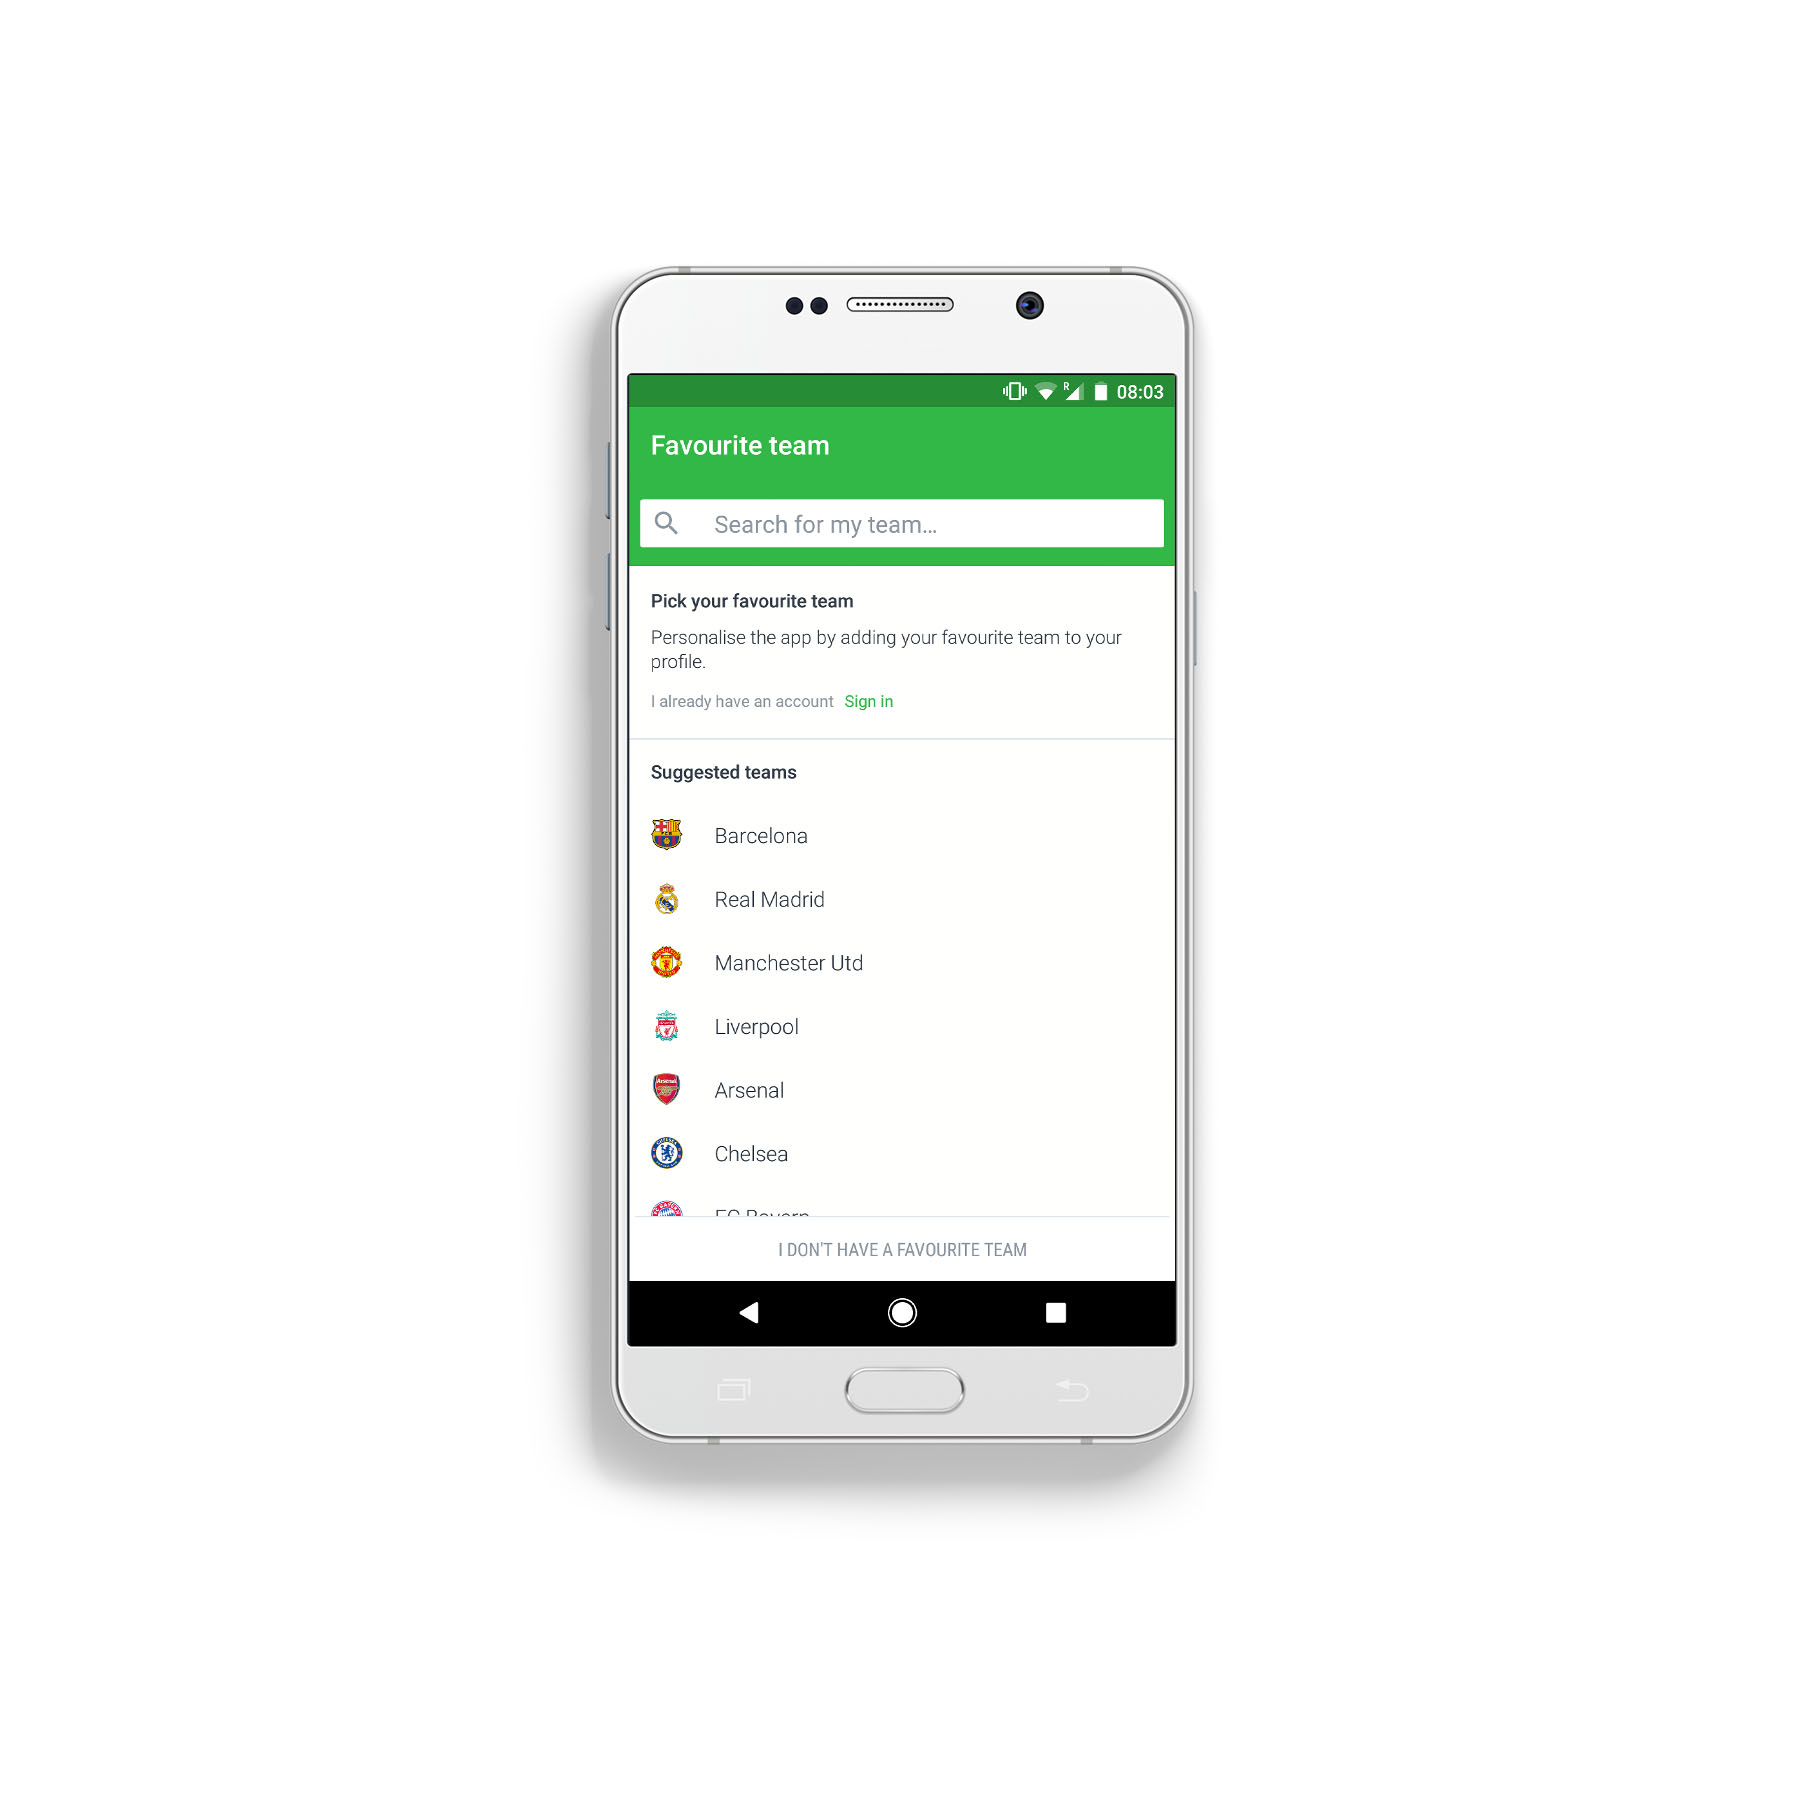 R 08:03
Favourite team
Search for my team...
Pick your favourite team
Personalise the app by adding your favourite team to your
profile.
I already have an account Sign in
Suggested teams
Barcelona
Real Madrid
Manchester Utd
Liverpool
Arsenal
Chelsea
FC Bayern
I DON'T HAVE A FAVOURITE TEAM